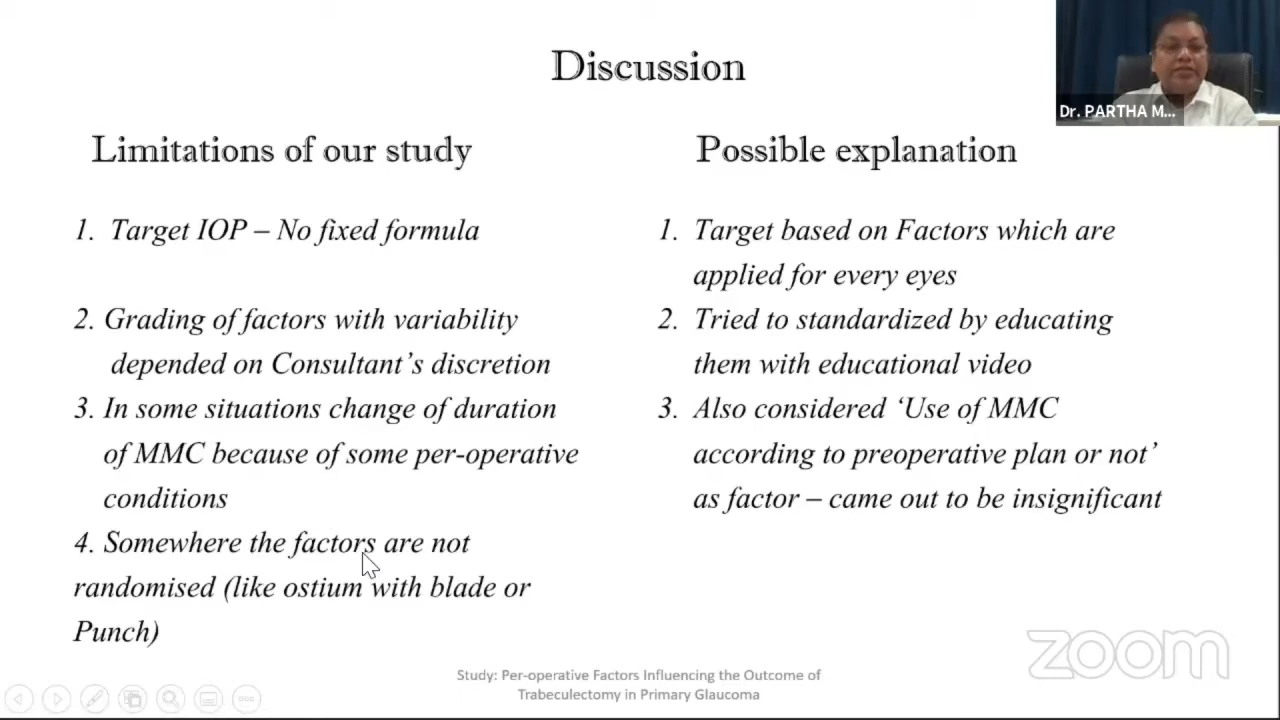 Discussion
Dr. PARTHA M...
Limitations of our study
1. Target IOP – No fixed formula
2. Grading of factors with variability
depended on Consultant's discretion
3. In some situations change of duration
of MMC because of some per-operative
conditions
4. Somewhere the factors are not
randomised (like ostium with blade or
Punch)
Possible explanation
1. Target based on Factors which are
applied for every eyes
2. Tried to standardized by educating
them with educational video
3. Also considered ‘Use of MMC
according to preoperative plan or not’
as factor – came out to be insignificant
zoom
Study: Per-operative Factors Influencing the Outcome of
Trabeculectomy in Primary Glaucoma